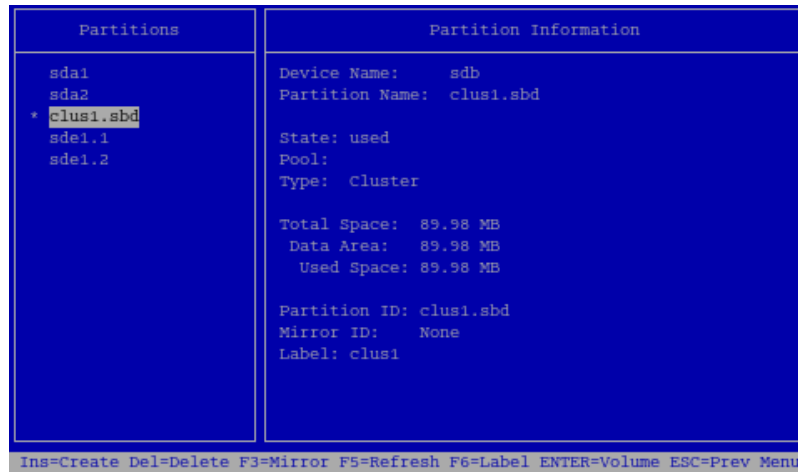 Partitions
sda1
sda2
* clus1.sbd
sde1.1
sde1.2
Partition Information
Device Name: sdb
Partition Name: clus1.sbd
State: used
Pool:
Type: Cluster
Total Space: 89.98 MB
Data Area: 89.98 MB
Used Space: 89.98 MB
Partition ID: clus1.sbd
Mirror ID: None
Label: clus1
Ins=Create Del=Delete F3=Mirror F5=Refresh F6=Label ENTER=Volume ESC=Prev Menu